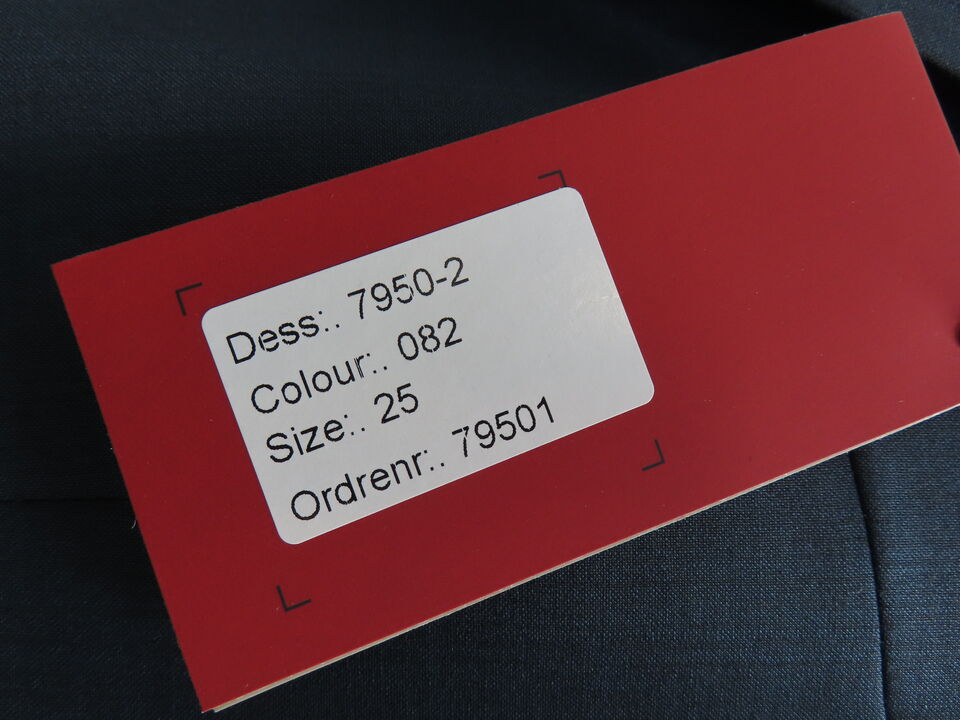 Dess:. 7950-2
Colour:. 082
Size:. 25
Ordrenr:. 79501